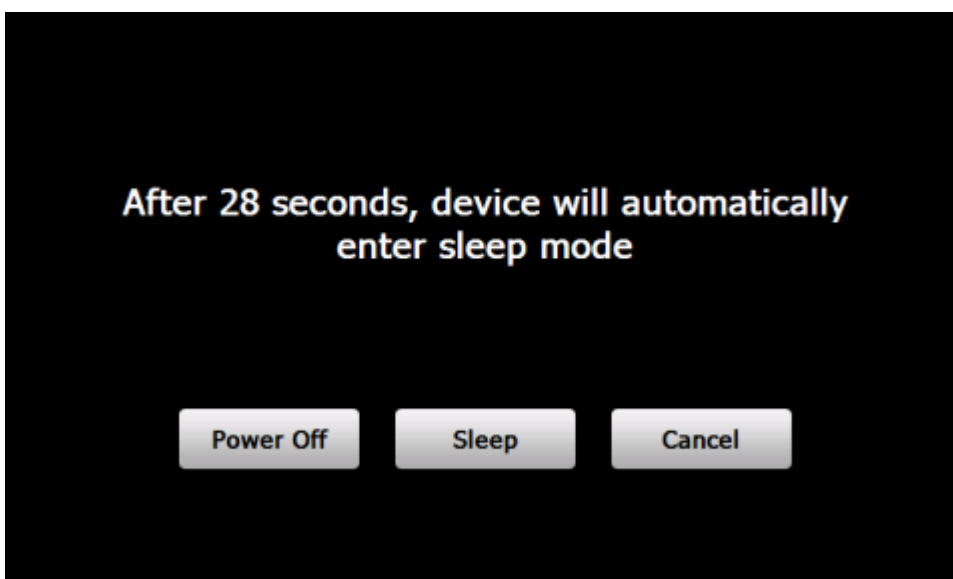 After 28 seconds, device will automatically
enter sleep mode
Power Off
Sleep
Cancel